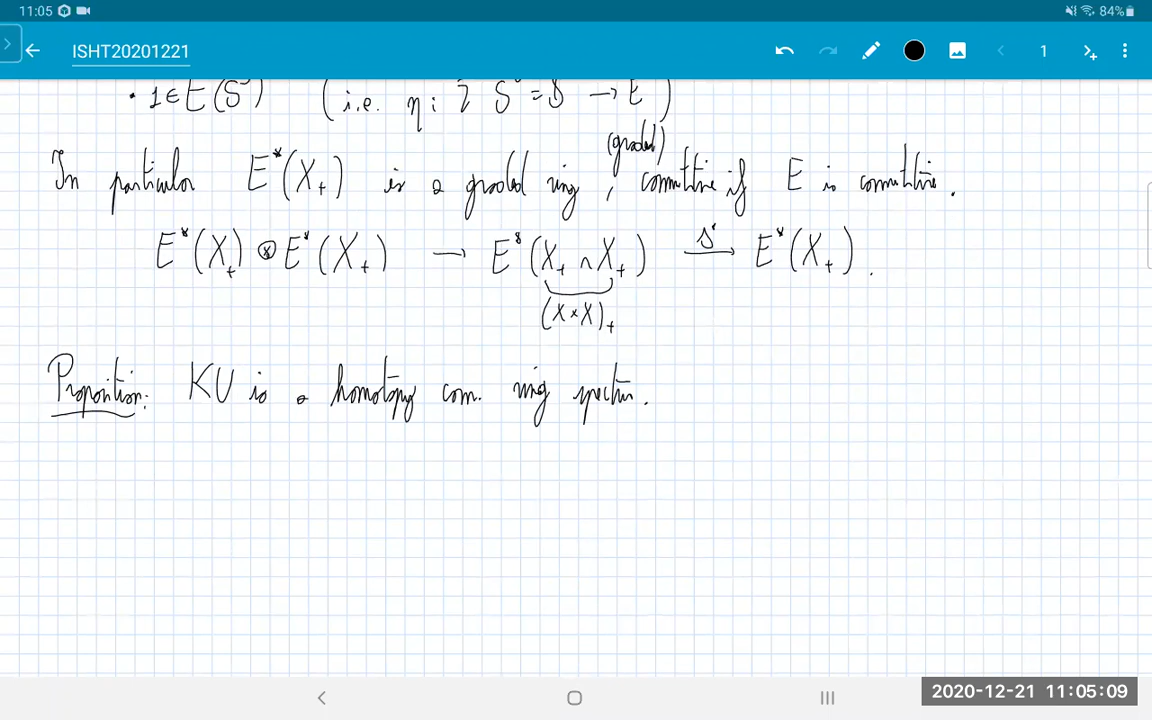 11:05 84%
ISHT20201221 1
• 1 ∈ E(S⁰) (i.e. η: S⁰ = S → E)
(graded)
In particular E*(X₊) is a graded ring, commutative if E is commutative.
E*(X₊) ⊗ E*(X₊) → E*(X₊ ∧ X₊) Δ* → E*(X₊).
(X×X)₊
Proposition: KU is a homotopy com. ring spectrum.
2020-12-21 11:05:09